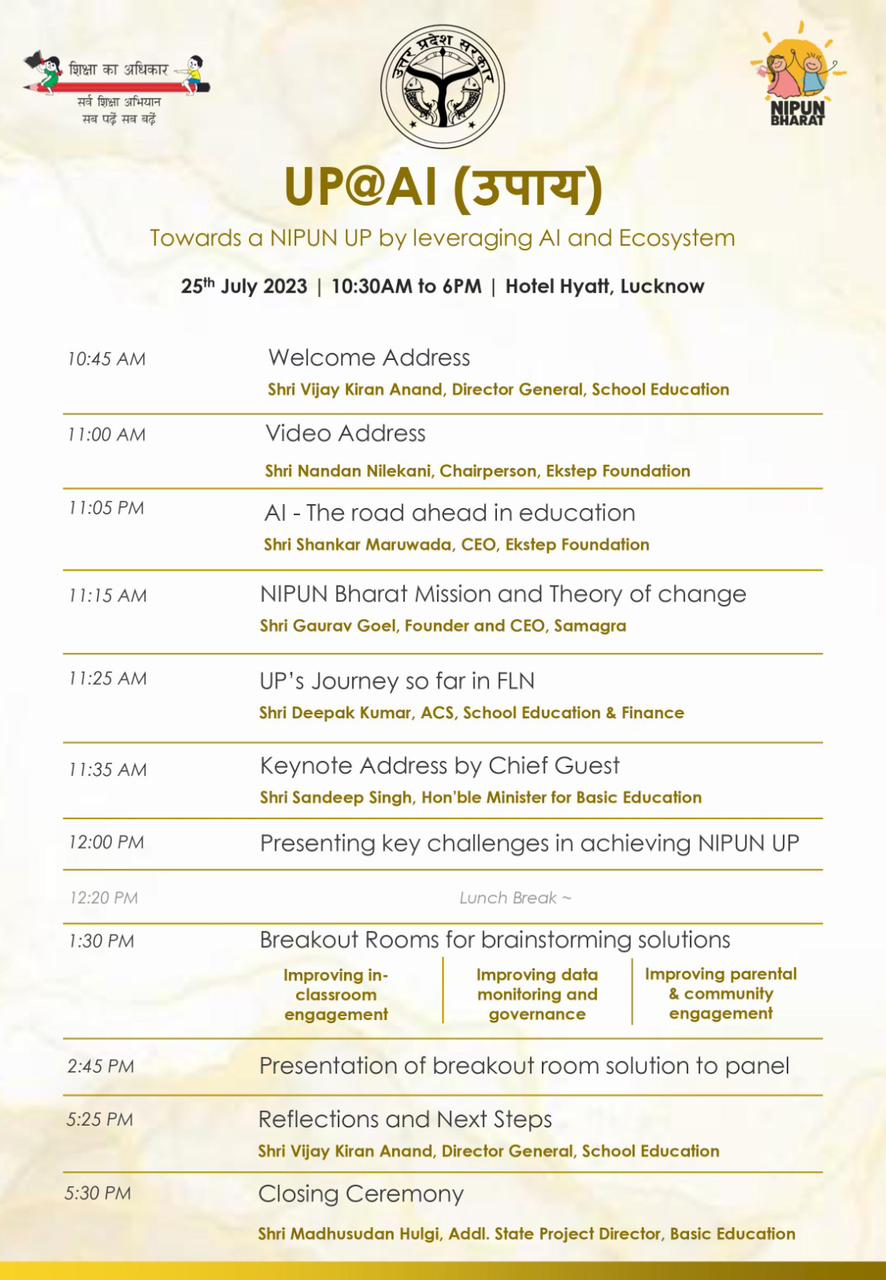 शिक्षा का अधिकार
सर्व शिक्षा अभियान
सब पढ़ें सब बढ़ें
उत्तर प्रदेश सरकार
NIPUN
BHARAT
UP@AI (उपाय)
Towards a NIPUN UP by leveraging AI and Ecosystem
25th July 2023 | 10:30AM to 6PM | Hotel Hyatt, Lucknow
10:45 AM Welcome Address
Shri Vijay Kiran Anand, Director General, School Education
11:00 AM Video Address
Shri Nandan Nilekani, Chairperson, Ekstep Foundation
11:05 PM AI - The road ahead in education
Shri Shankar Maruwada, CEO, Ekstep Foundation
11:15 AM NIPUN Bharat Mission and Theory of change
Shri Gaurav Goel, Founder and CEO, Samagra
11:25 AM UP’s Journey so far in FLN
Shri Deepak Kumar, ACS, School Education & Finance
11:35 AM Keynote Address by Chief Guest
Shri Sandeep Singh, Hon’ble Minister for Basic Education
12:00 PM Presenting key challenges in achieving NIPUN UP
12:20 PM Lunch Break ~
1:30 PM Breakout Rooms for brainstorming solutions
Improving in-
classroom
engagement
Improving data
monitoring and
governance
Improving parental
& community
engagement
2:45 PM Presentation of breakout room solution to panel
5:25 PM Reflections and Next Steps
Shri Vijay Kiran Anand, Director General, School Education
5:30 PM Closing Ceremony
Shri Madhusudan Hulgi, Addl. State Project Director, Basic Education